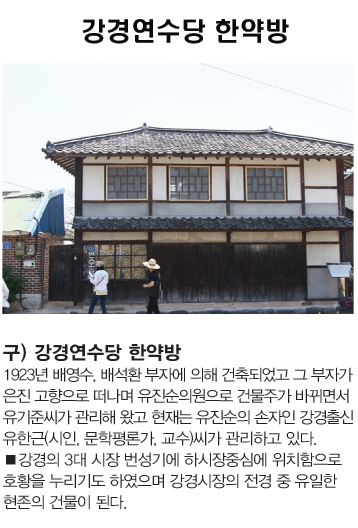 강경연수당 한약방
구) 강경연수당 한약방
1923년 배영수, 배석환 부자에 의해 건축되었고 그 부자가
은진 고향으로 떠나며 유진순의원으로 건물주가 바뀌면서
유기준씨가 관리해 왔고 현재는 유진순의 손자인 강경출신
유한근(시인, 문학평론가, 교수)씨가 관리하고 있다.
■강경의 3대 시장 번성기에 하시장중심에 위치함으로
호황을 누리기도 하였으며 강경시장의 전경 중 유일한
현존의 건물이 된다.